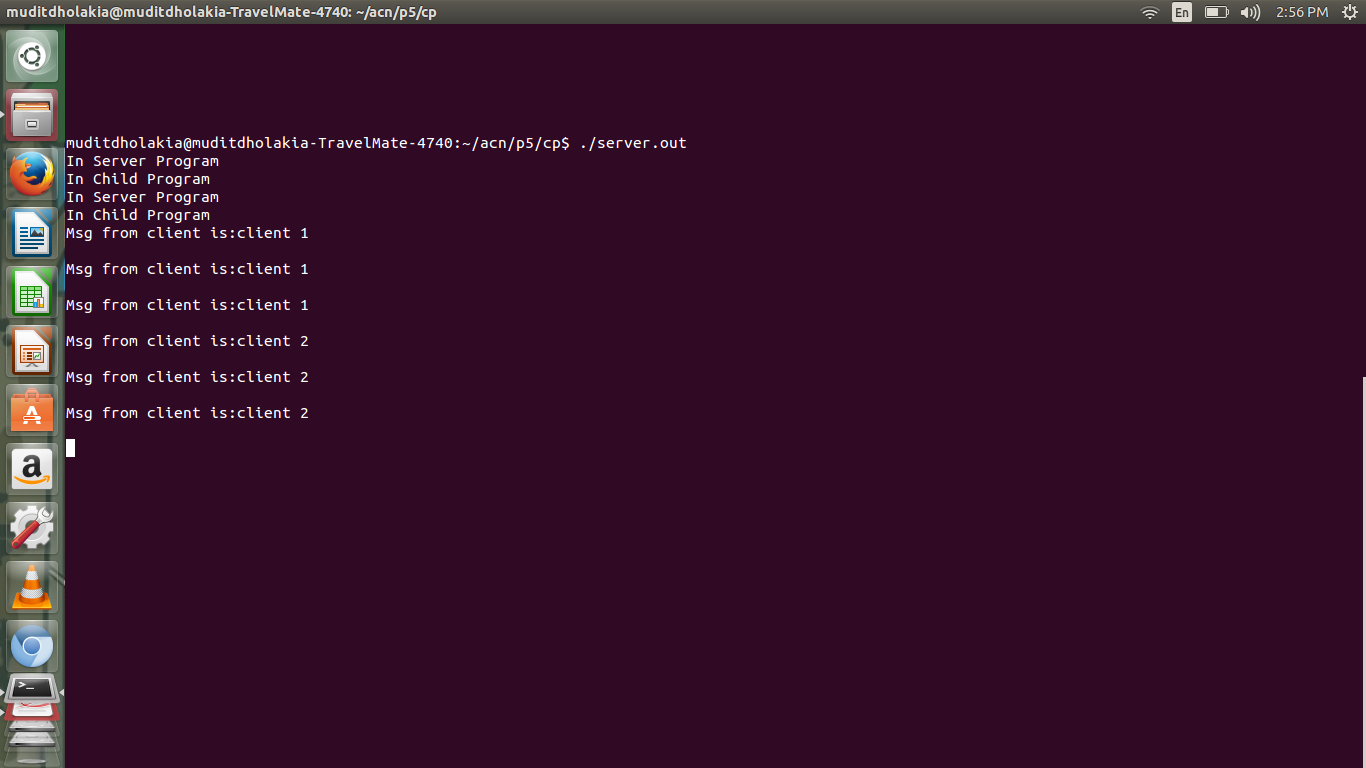 muditdholakia@muditdholakia-TravelMate-4740: ~/acn/p5/cp
En
2:56 PM
muditdholakia@muditdholakia-TravelMate-4740:~/acn/p5/cp$ ./server.out
In Server Program
In Child Program
In Server Program
In Child Program
Msg from client is:client 1
Msg from client is:client 1
Msg from client is:client 1
Msg from client is:client 2
Msg from client is:client 2
Msg from client is:client 2
A
a
>_